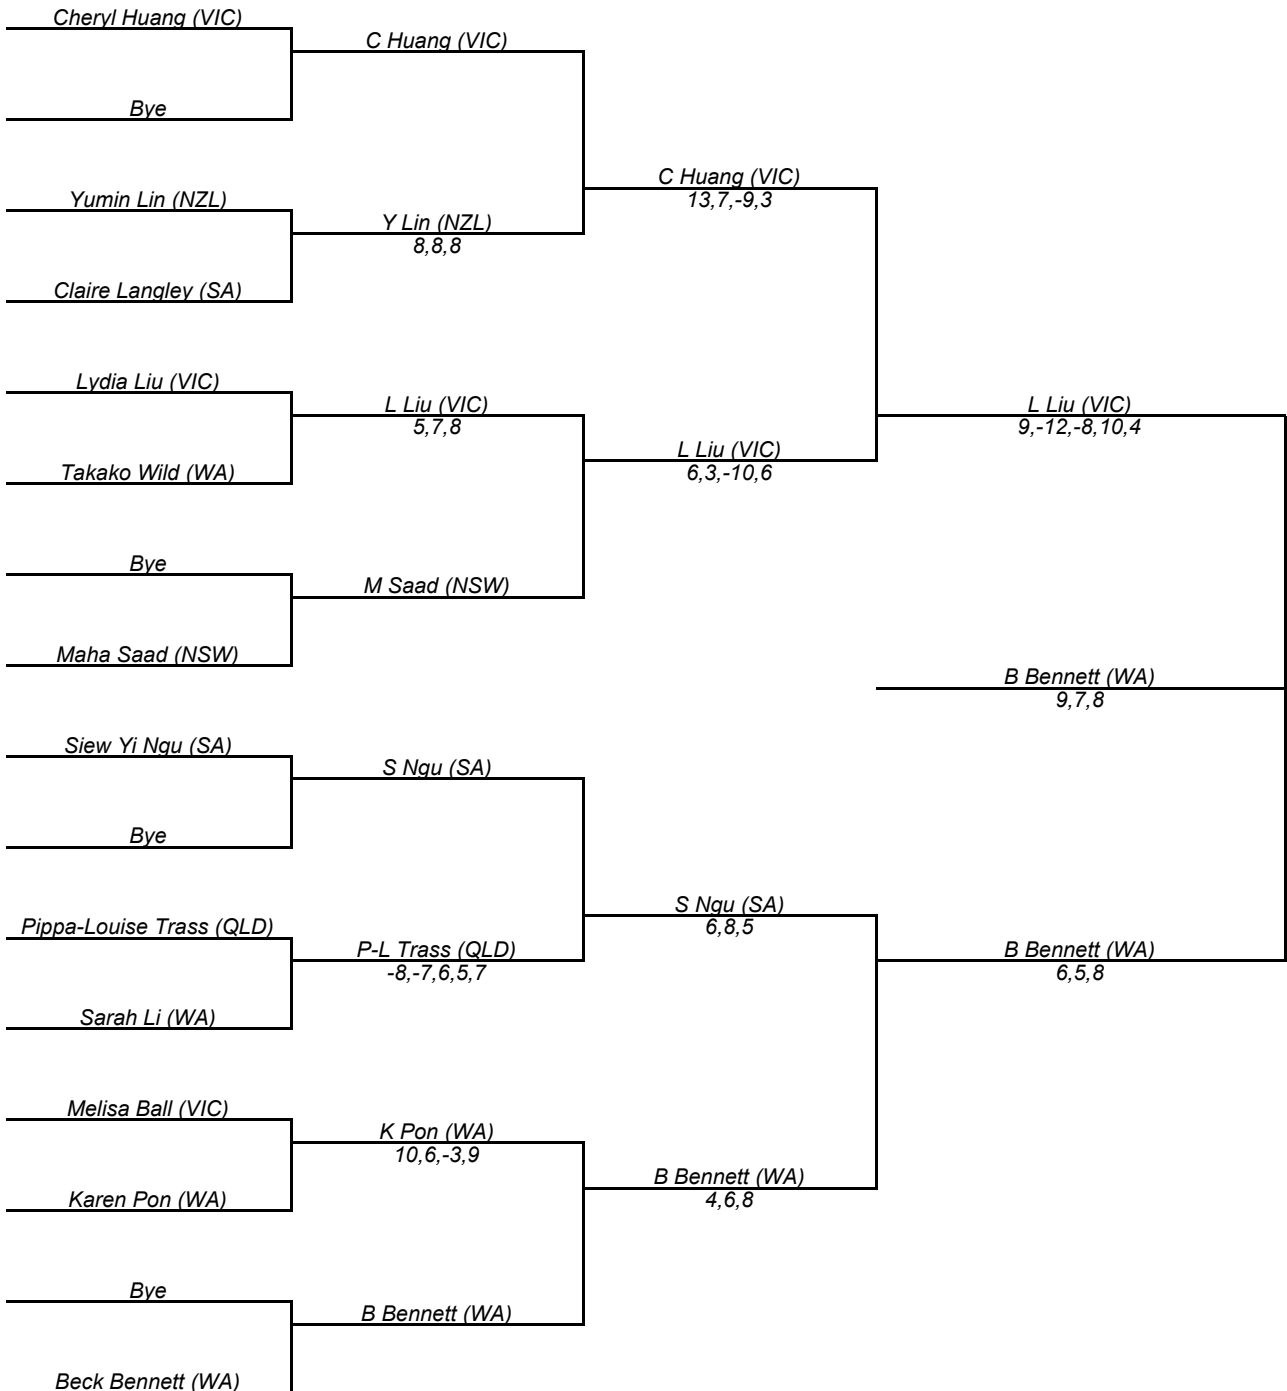 Cheryl Huang (VIC)
C Huang (VIC)
Bye
C Huang (VIC)
13,7,-9,3
Yumin Lin (NZL)
Y Lin (NZL)
8,8,8
Claire Langley (SA)
Lydia Liu (VIC)
L Liu (VIC)
5,7,8
L Liu (VIC)
9,-12,-8,10,4
L Liu (VIC)
6,3,-10,6
Takako Wild (WA)
Bye
M Saad (NSW)
Maha Saad (NSW)
B Bennett (WA)
9,7,8
Siew Yi Ngu (SA)
S Ngu (SA)
Bye
S Ngu (SA)
6,8,5
Pippa-Louise Trass (QLD)
P-L Trass (QLD)
-8,-7,6,5,7
B Bennett (WA)
6,5,8
Sarah Li (WA)
Melisa Ball (VIC)
K Pon (WA)
10,6,-3,9
B Bennett (WA)
4,6,8
Karen Pon (WA)
Bye
B Bennett (WA)
Beck Bennett (WA)